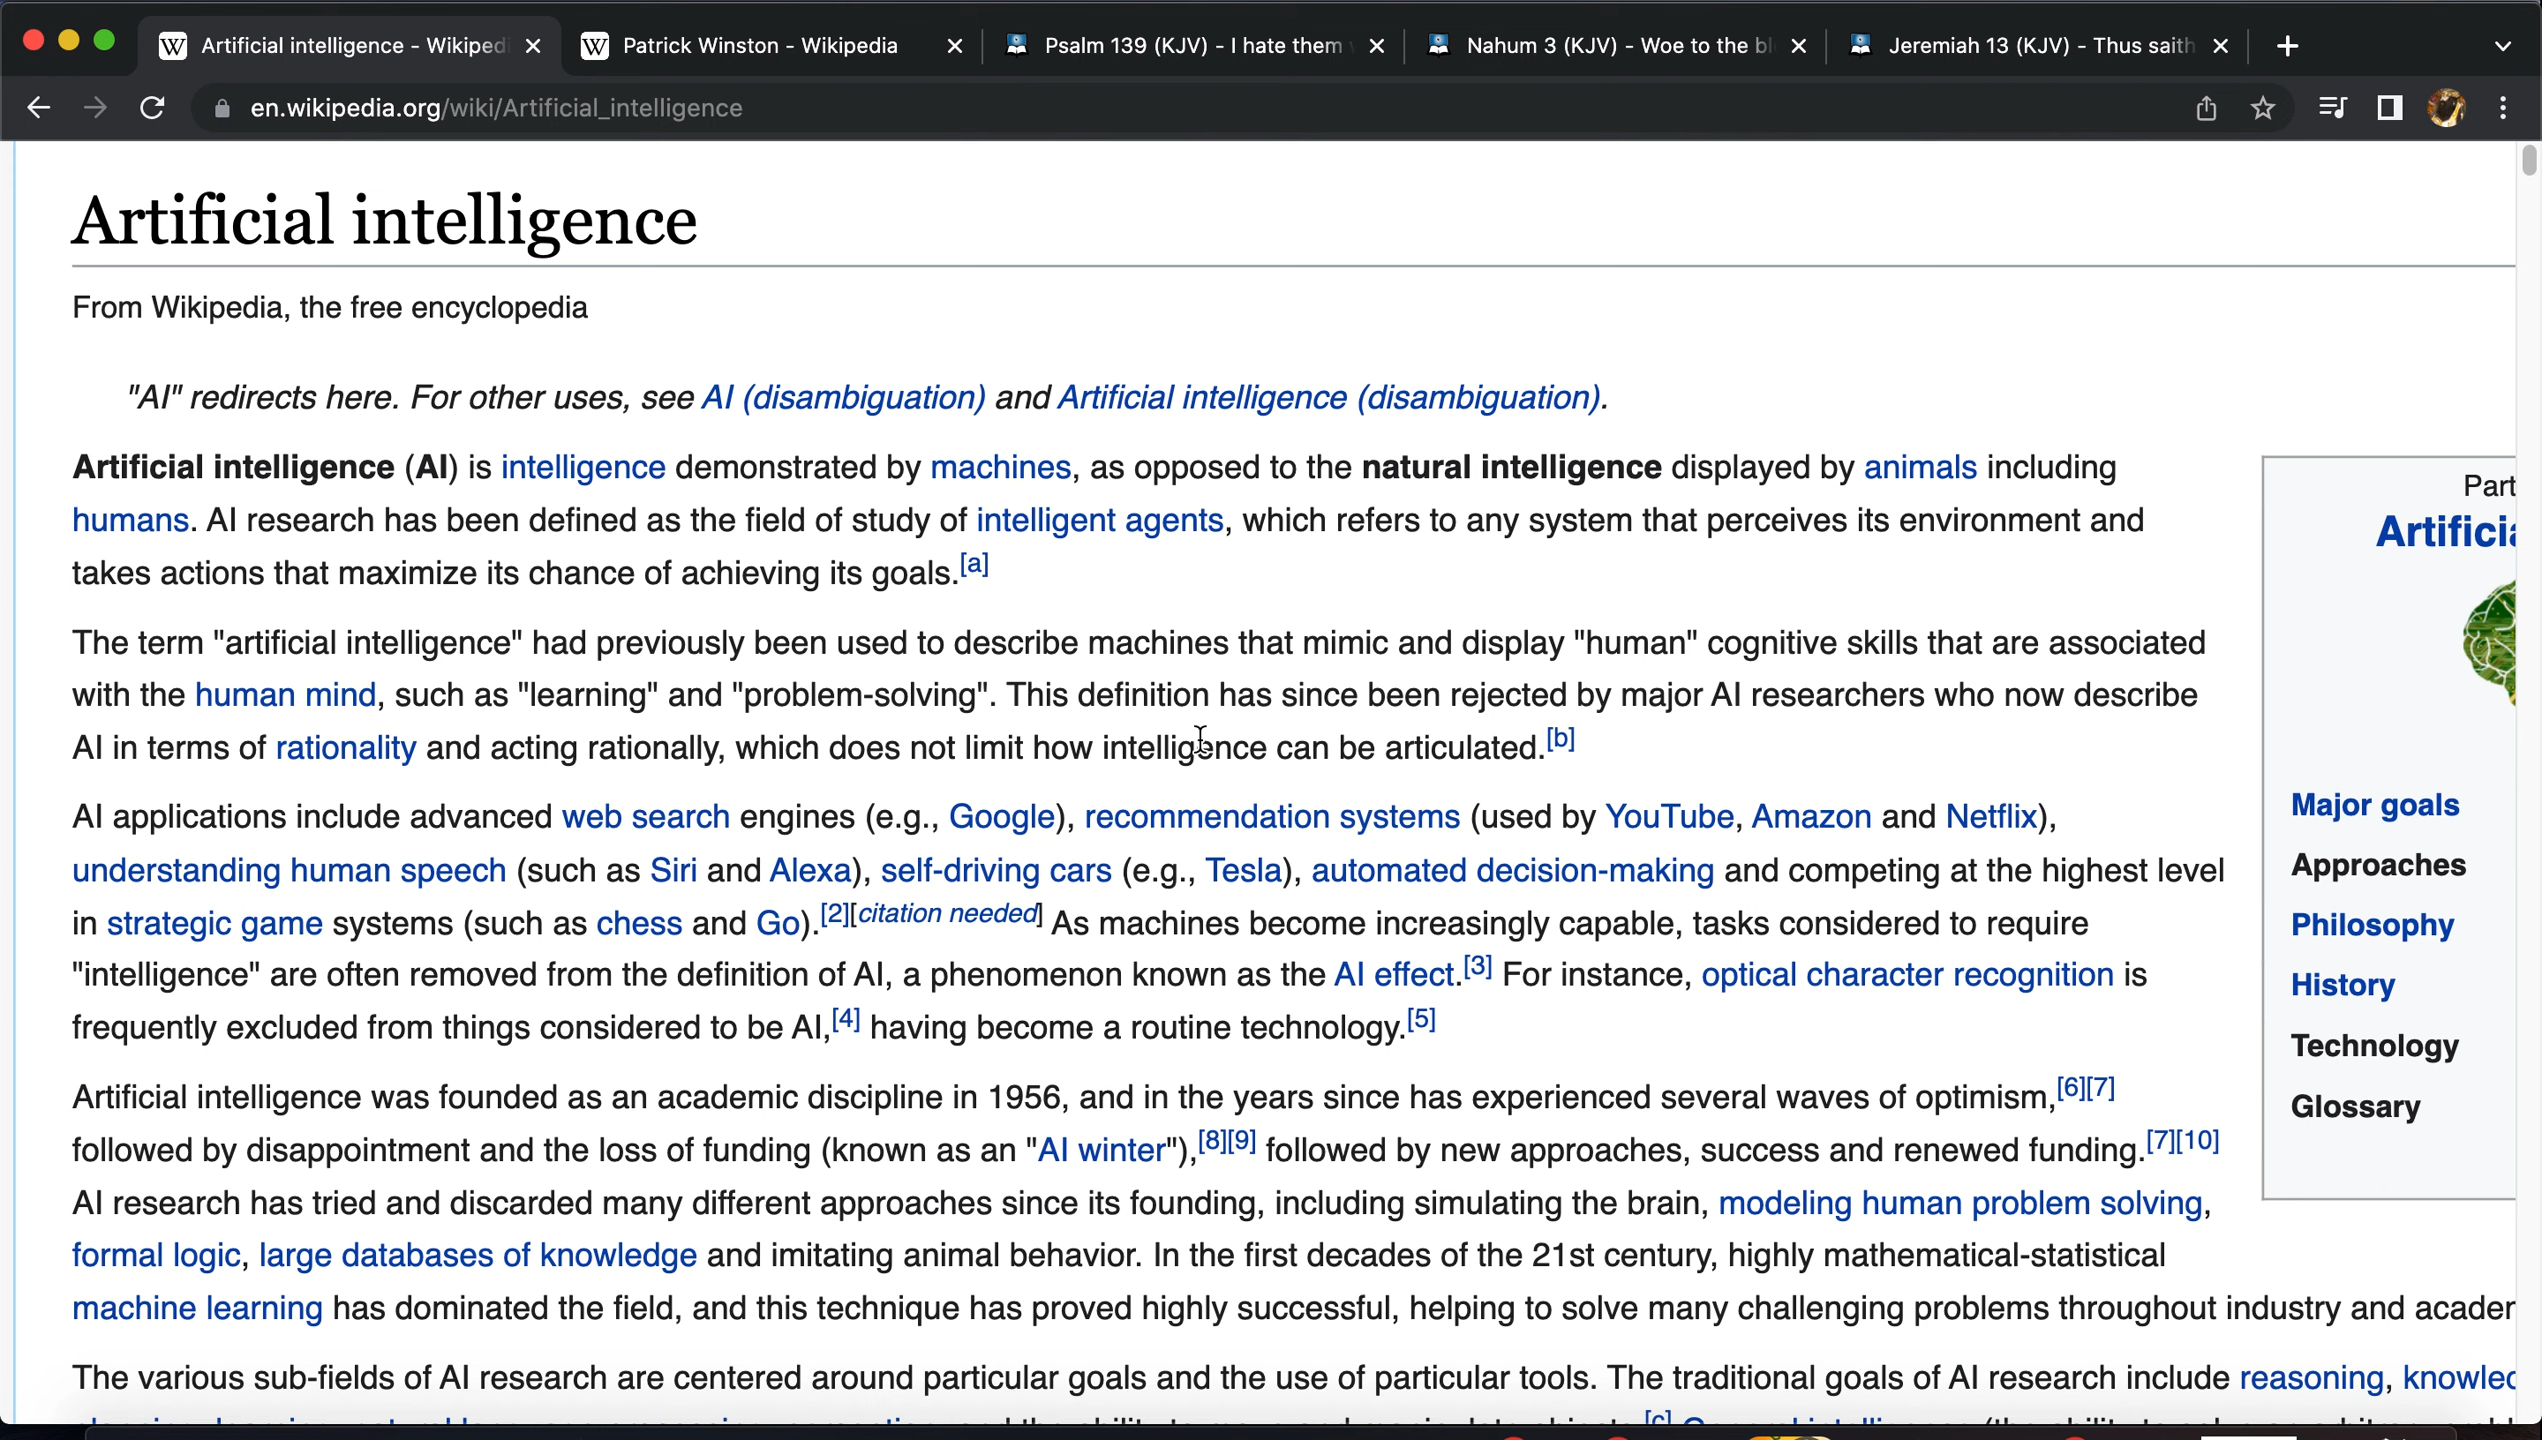 Artificial intelligence - Wikiped
Patrick Winston - Wikipedia
Psalm 139 (KJV) - I hate them
Nahum 3 (KJV) - Woe to the bl
Jeremiah 13 (KJV) - Thus saith
en.wikipedia.org/wiki/Artificial_intelligence
Artificial intelligence
From Wikipedia, the free encyclopedia
"AI" redirects here. For other uses, see AI (disambiguation) and Artificial intelligence (disambiguation).
Artificial intelligence (AI) is intelligence demonstrated by machines, as opposed to the natural intelligence displayed by animals including
humans. AI research has been defined as the field of study of intelligent agents, which refers to any system that perceives its environment and
takes actions that maximize its chance of achieving its goals.[a]
The term "artificial intelligence" had previously been used to describe machines that mimic and display "human" cognitive skills that are associated
with the human mind, such as "learning" and "problem-solving". This definition has since been rejected by major AI researchers who now describe
AI in terms of rationality and acting rationally, which does not limit how intelligence can be articulated.[b]
AI applications include advanced web search engines (e.g., Google), recommendation systems (used by YouTube, Amazon and Netflix),
understanding human speech (such as Siri and Alexa), self-driving cars (e.g., Tesla), automated decision-making and competing at the highest level
in strategic game systems (such as chess and Go).[2][citation needed] As machines become increasingly capable, tasks considered to require
"intelligence" are often removed from the definition of AI, a phenomenon known as the AI effect.[3] For instance, optical character recognition is
frequently excluded from things considered to be AI,[4] having become a routine technology.[5]
Artificial intelligence was founded as an academic discipline in 1956, and in the years since has experienced several waves of optimism,[6][7]
followed by disappointment and the loss of funding (known as an "AI winter"),[8][9] followed by new approaches, success and renewed funding.[7][10]
AI research has tried and discarded many different approaches since its founding, including simulating the brain, modeling human problem solving,
formal logic, large databases of knowledge and imitating animal behavior. In the first decades of the 21st century, highly mathematical-statistical
machine learning has dominated the field, and this technique has proved highly successful, helping to solve many challenging problems throughout industry and acader
The various sub-fields of AI research are centered around particular goals and the use of particular tools. The traditional goals of AI research include reasoning, knowled
Part
Artificia
Major goals
Approaches
Philosophy
History
Technology
Glossary